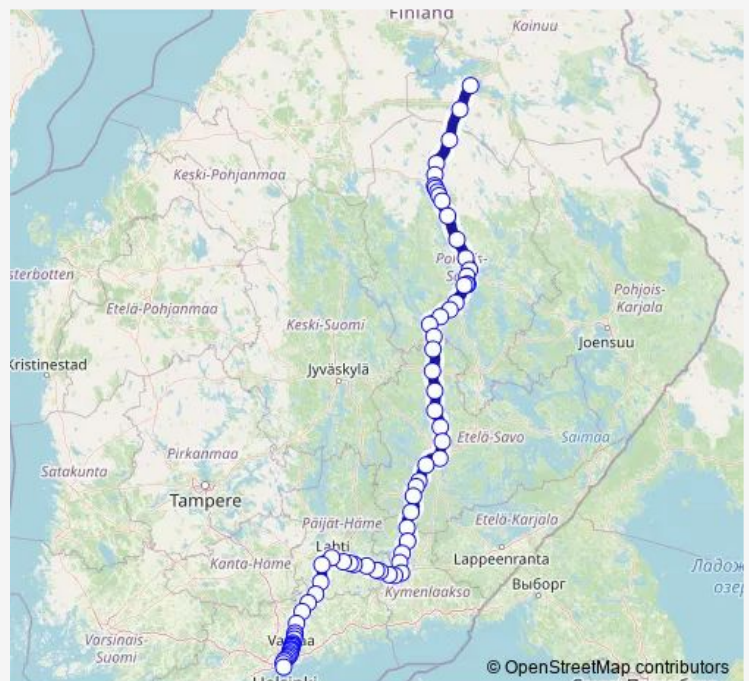 Finland
Kainuu
Keski-Pohjanmaa
Etelä-Pohjanmaa
Keski-Suomi
Pohjois-
Karjala
Joensuu
Kristinestad
Jyväskylä
Etelä-Savo
Saimaa
Pirkanmaa
Satakunta
Tampere
Päijät-Häme
Etelä-Karjala
Lahti
Kanta-Häme
Lappeenranta
Kymenlaakso
Выборг
Varsinais-
Suomi
© OpenStreetMap contributors